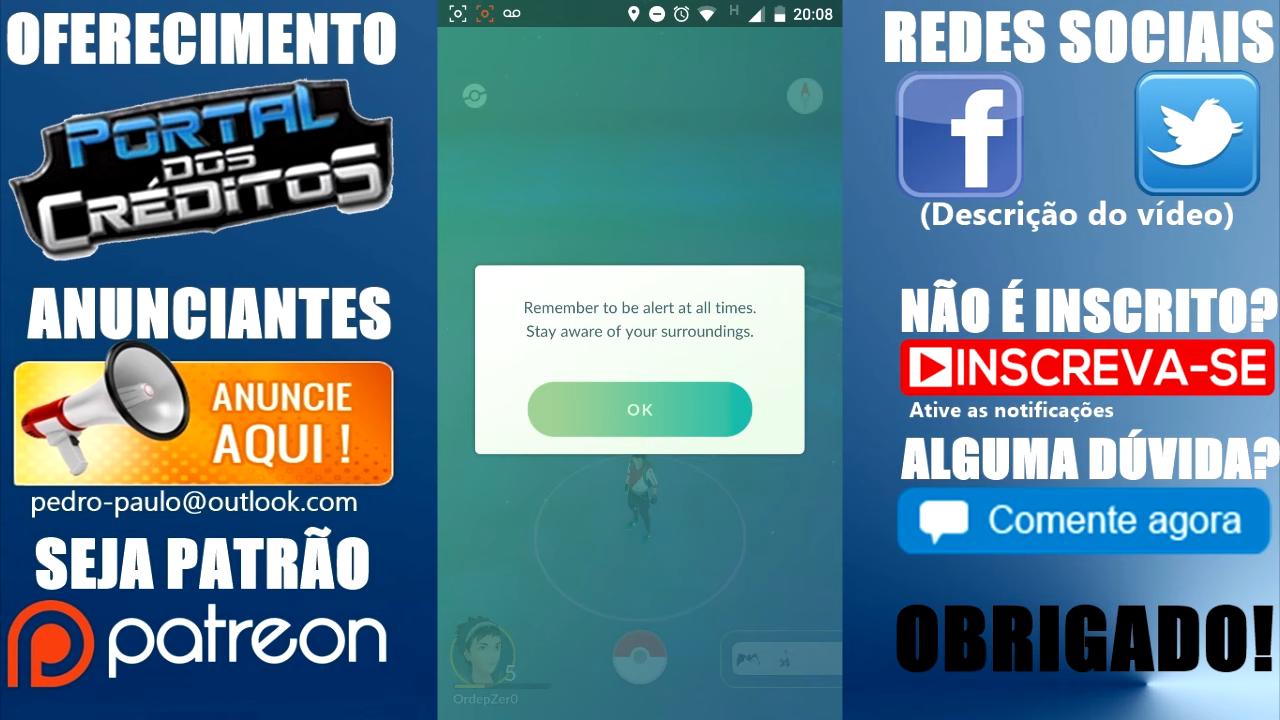 OFERECIMENTO
PORTAL
DOS
CRÉDITOS
ANUNCIANTES
ANUNCIE
AQUI !
pedro-paulo@outlook.com
SEJA PATRÃO
patreon
H
20:08
Remember to be alert at all times.
Stay aware of your surroundings.
OK
5
OrdepZer0
REDES SOCIAIS
f
(Descrição do vídeo)
NÃO É INSCRITO?
INSCREVA-SE
Ative as notificações
ALGUMA DÚVIDA?
Comente agora
OBRIGADO!